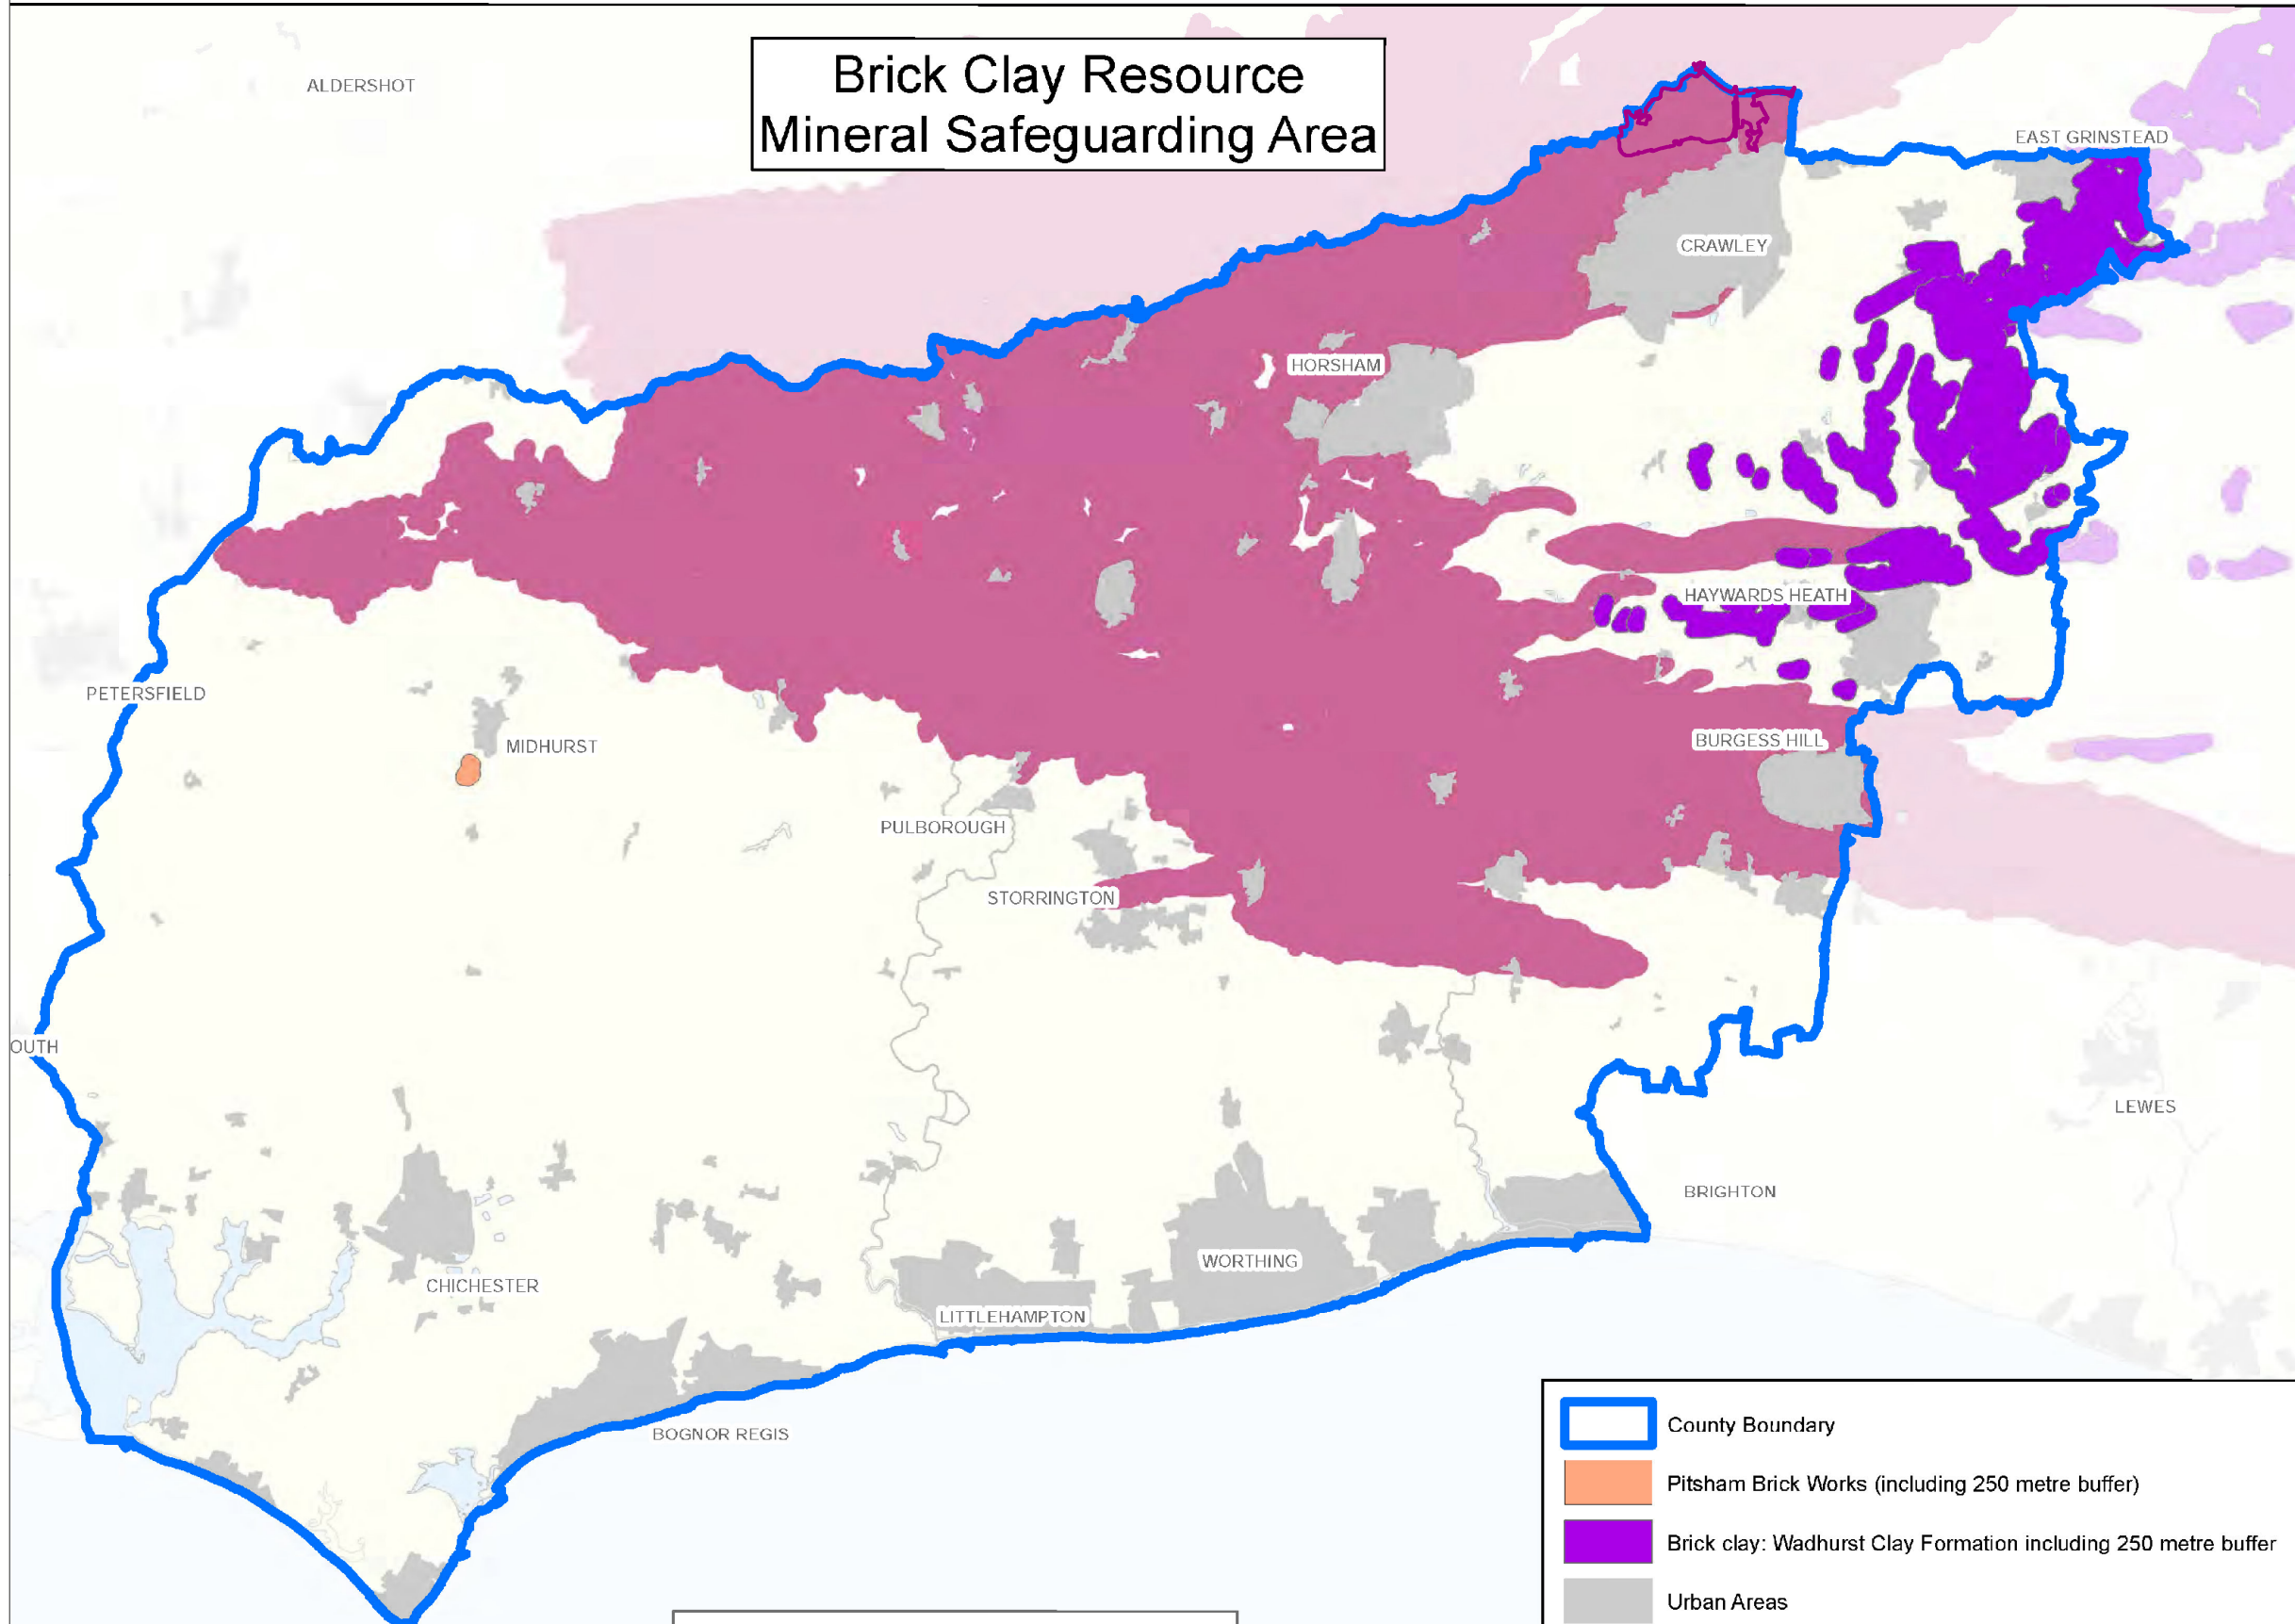 Brick Clay Resource
Mineral Safeguarding Area
ALDERSHOT
EAST GRINSTEAD
CRAWLEY
HORSHAM
HAYWARDS HEATH
PETERSFIELD
MIDHURST
BURGESS HILL
PULBOROUGH
STORRINGTON
OUTH
LEWES
BRIGHTON
WORTHING
CHICHESTER
LITTLEHAMPTON
BOGNOR REGIS
County Boundary
Pitsham Brick Works (including 250 metre buffer)
Brick clay: Wadhurst Clay Formation including 250 metre buffer
Urban Areas